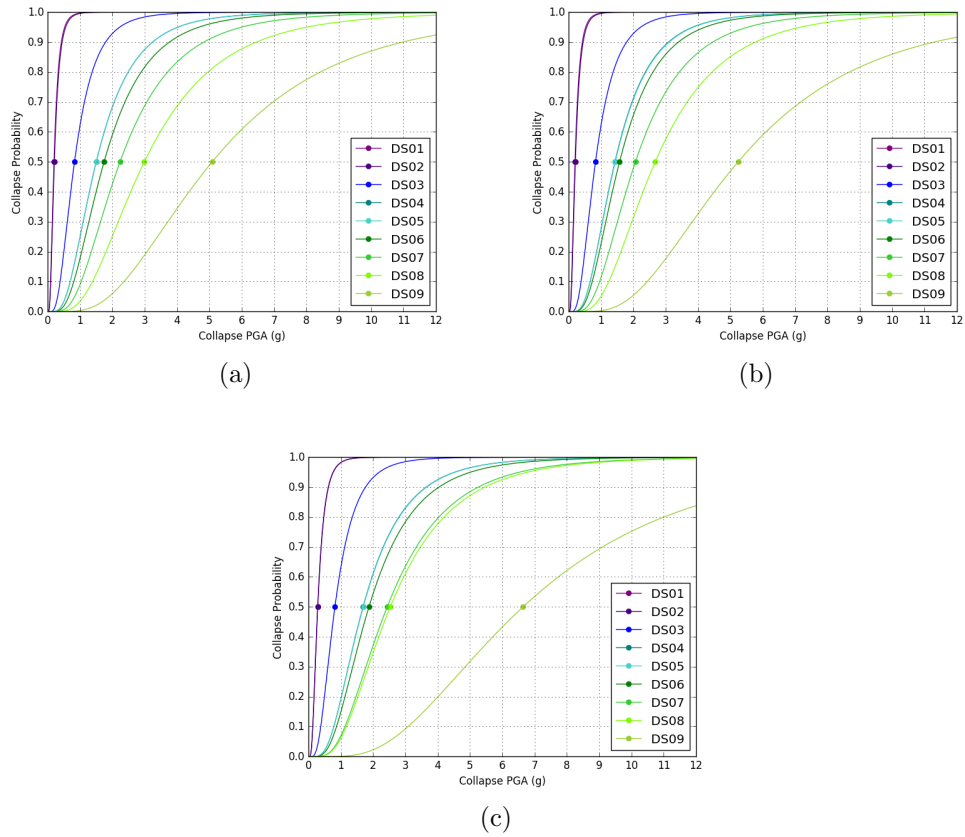 1.0
0.9
0.8
0.7
0.6
0.5
0.4
0.3
0.2
0.1
0.0
Collapse Probability
DS01
DS02
DS03
DS04
DS05
DS06
DS07
DS08
DS09
0 1 2 3 4 5 6 7 8 9 10 11 12
Collapse PGA (g)
(a)
1.0
0.9
0.8
0.7
0.6
0.5
0.4
0.3
0.2
0.1
0.0
Collapse Probability
DS01
DS02
DS03
DS04
DS05
DS06
DS07
DS08
DS09
0 1 2 3 4 5 6 7 8 9 10 11 12
Collapse PGA (g)
(b)
1.0
0.9
0.8
0.7
0.6
0.5
0.4
0.3
0.2
0.1
0.0
Collapse Probability
DS01
DS02
DS03
DS04
DS05
DS06
DS07
DS08
DS09
0 1 2 3 4 5 6 7 8 9 10 11 12
Collapse PGA (g)
(c)